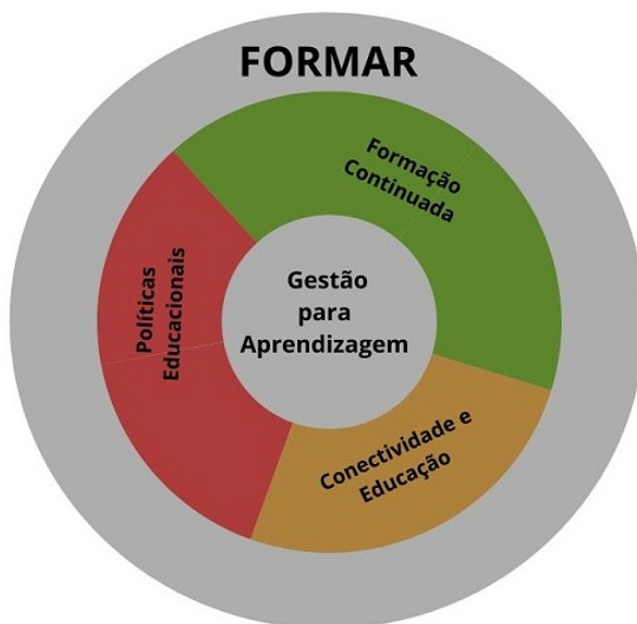 FORMAR
Formação
Continuada
Políticas
Educacionais
Gestão
para
Aprendizagem
Conectividade e
Educação